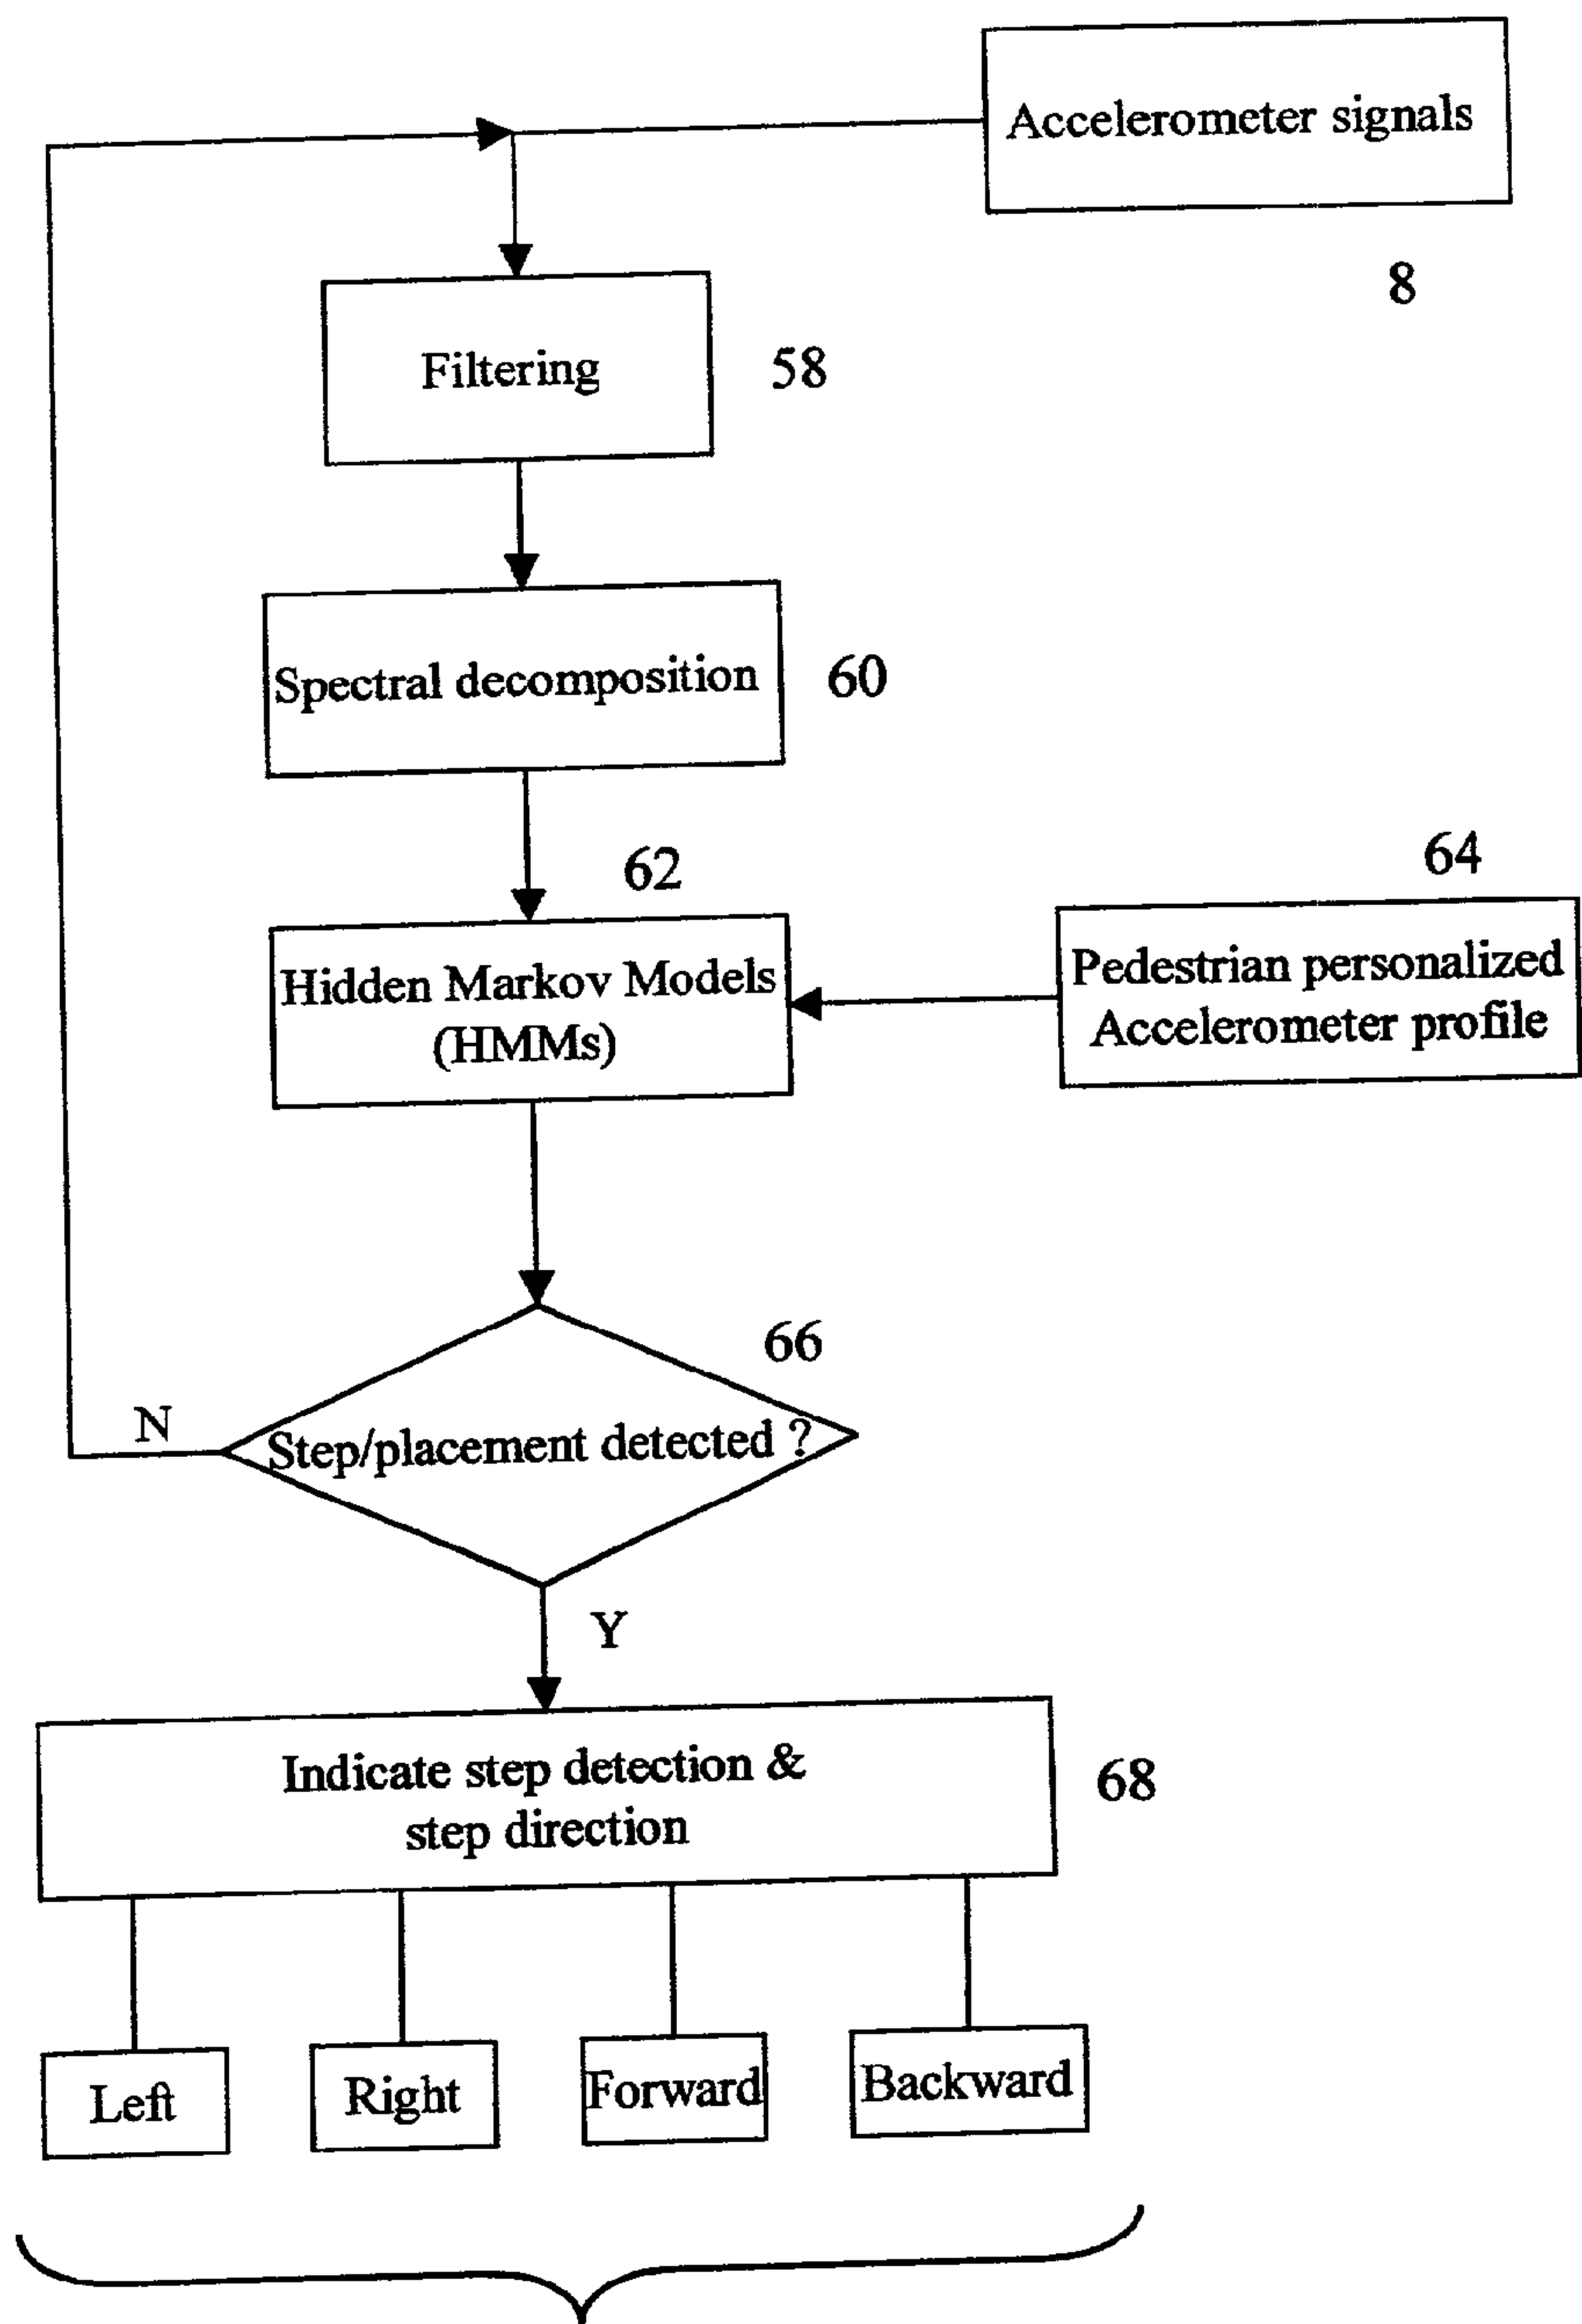 Accelerometer signals
8
Filtering
58
Spectral decomposition
60
62
Hidden Markov Models
(HMMs)
64
Pedestrian personalized
Accelerometer profile
66
Step/placement detected ?
N
Y
Indicate step detection &
step direction
68
Left
Right
Forward
Backward